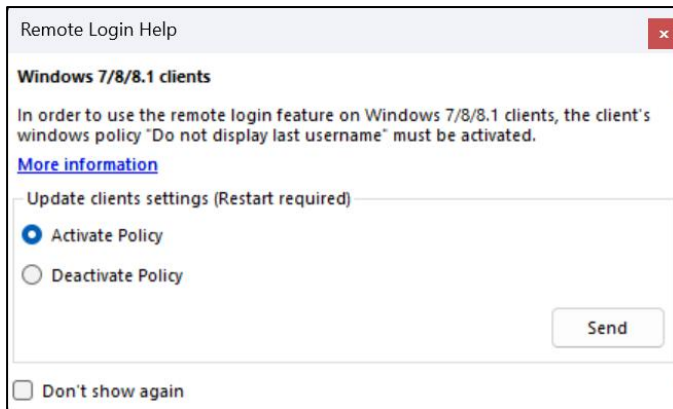 Remote Login Help
x
Windows 7/8/8.1 clients
In order to use the remote login feature on Windows 7/8/8.1 clients, the client's
windows policy "Do not display last username" must be activated.
More information
Update clients settings (Restart required)
Activate Policy
Deactivate Policy
Send
Don't show again